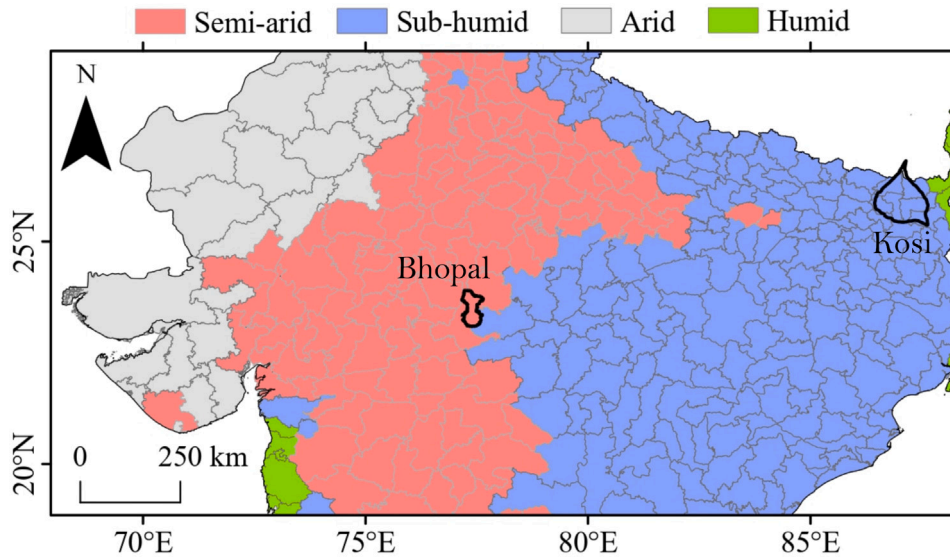 Semi-arid Sub-humid Arid Humid
N
25°N
20°N
Bhopal
Kosi
0 250 km
70°E 75°E 80°E 85°E